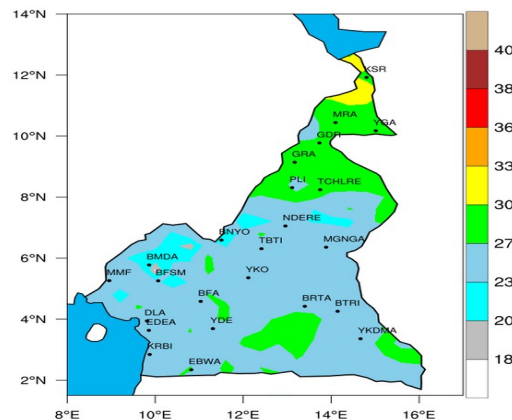 14°N
12°N
10°N
8°N
6°N
4°N
2°N
8°E
10°E
12°E
14°E
16°E
KSR
MRA
YGA
GDR
GRA
PLI
TCHLRE
NDERE
BNYO
TBTI
MGNGA
BMDA
MMF
BFSM
YKO
BFA
BRTA
BTRI
DLA
EDEA
YDE
YKDMA
KRBI
EBWA
40
38
36
33
30
27
23
20
18